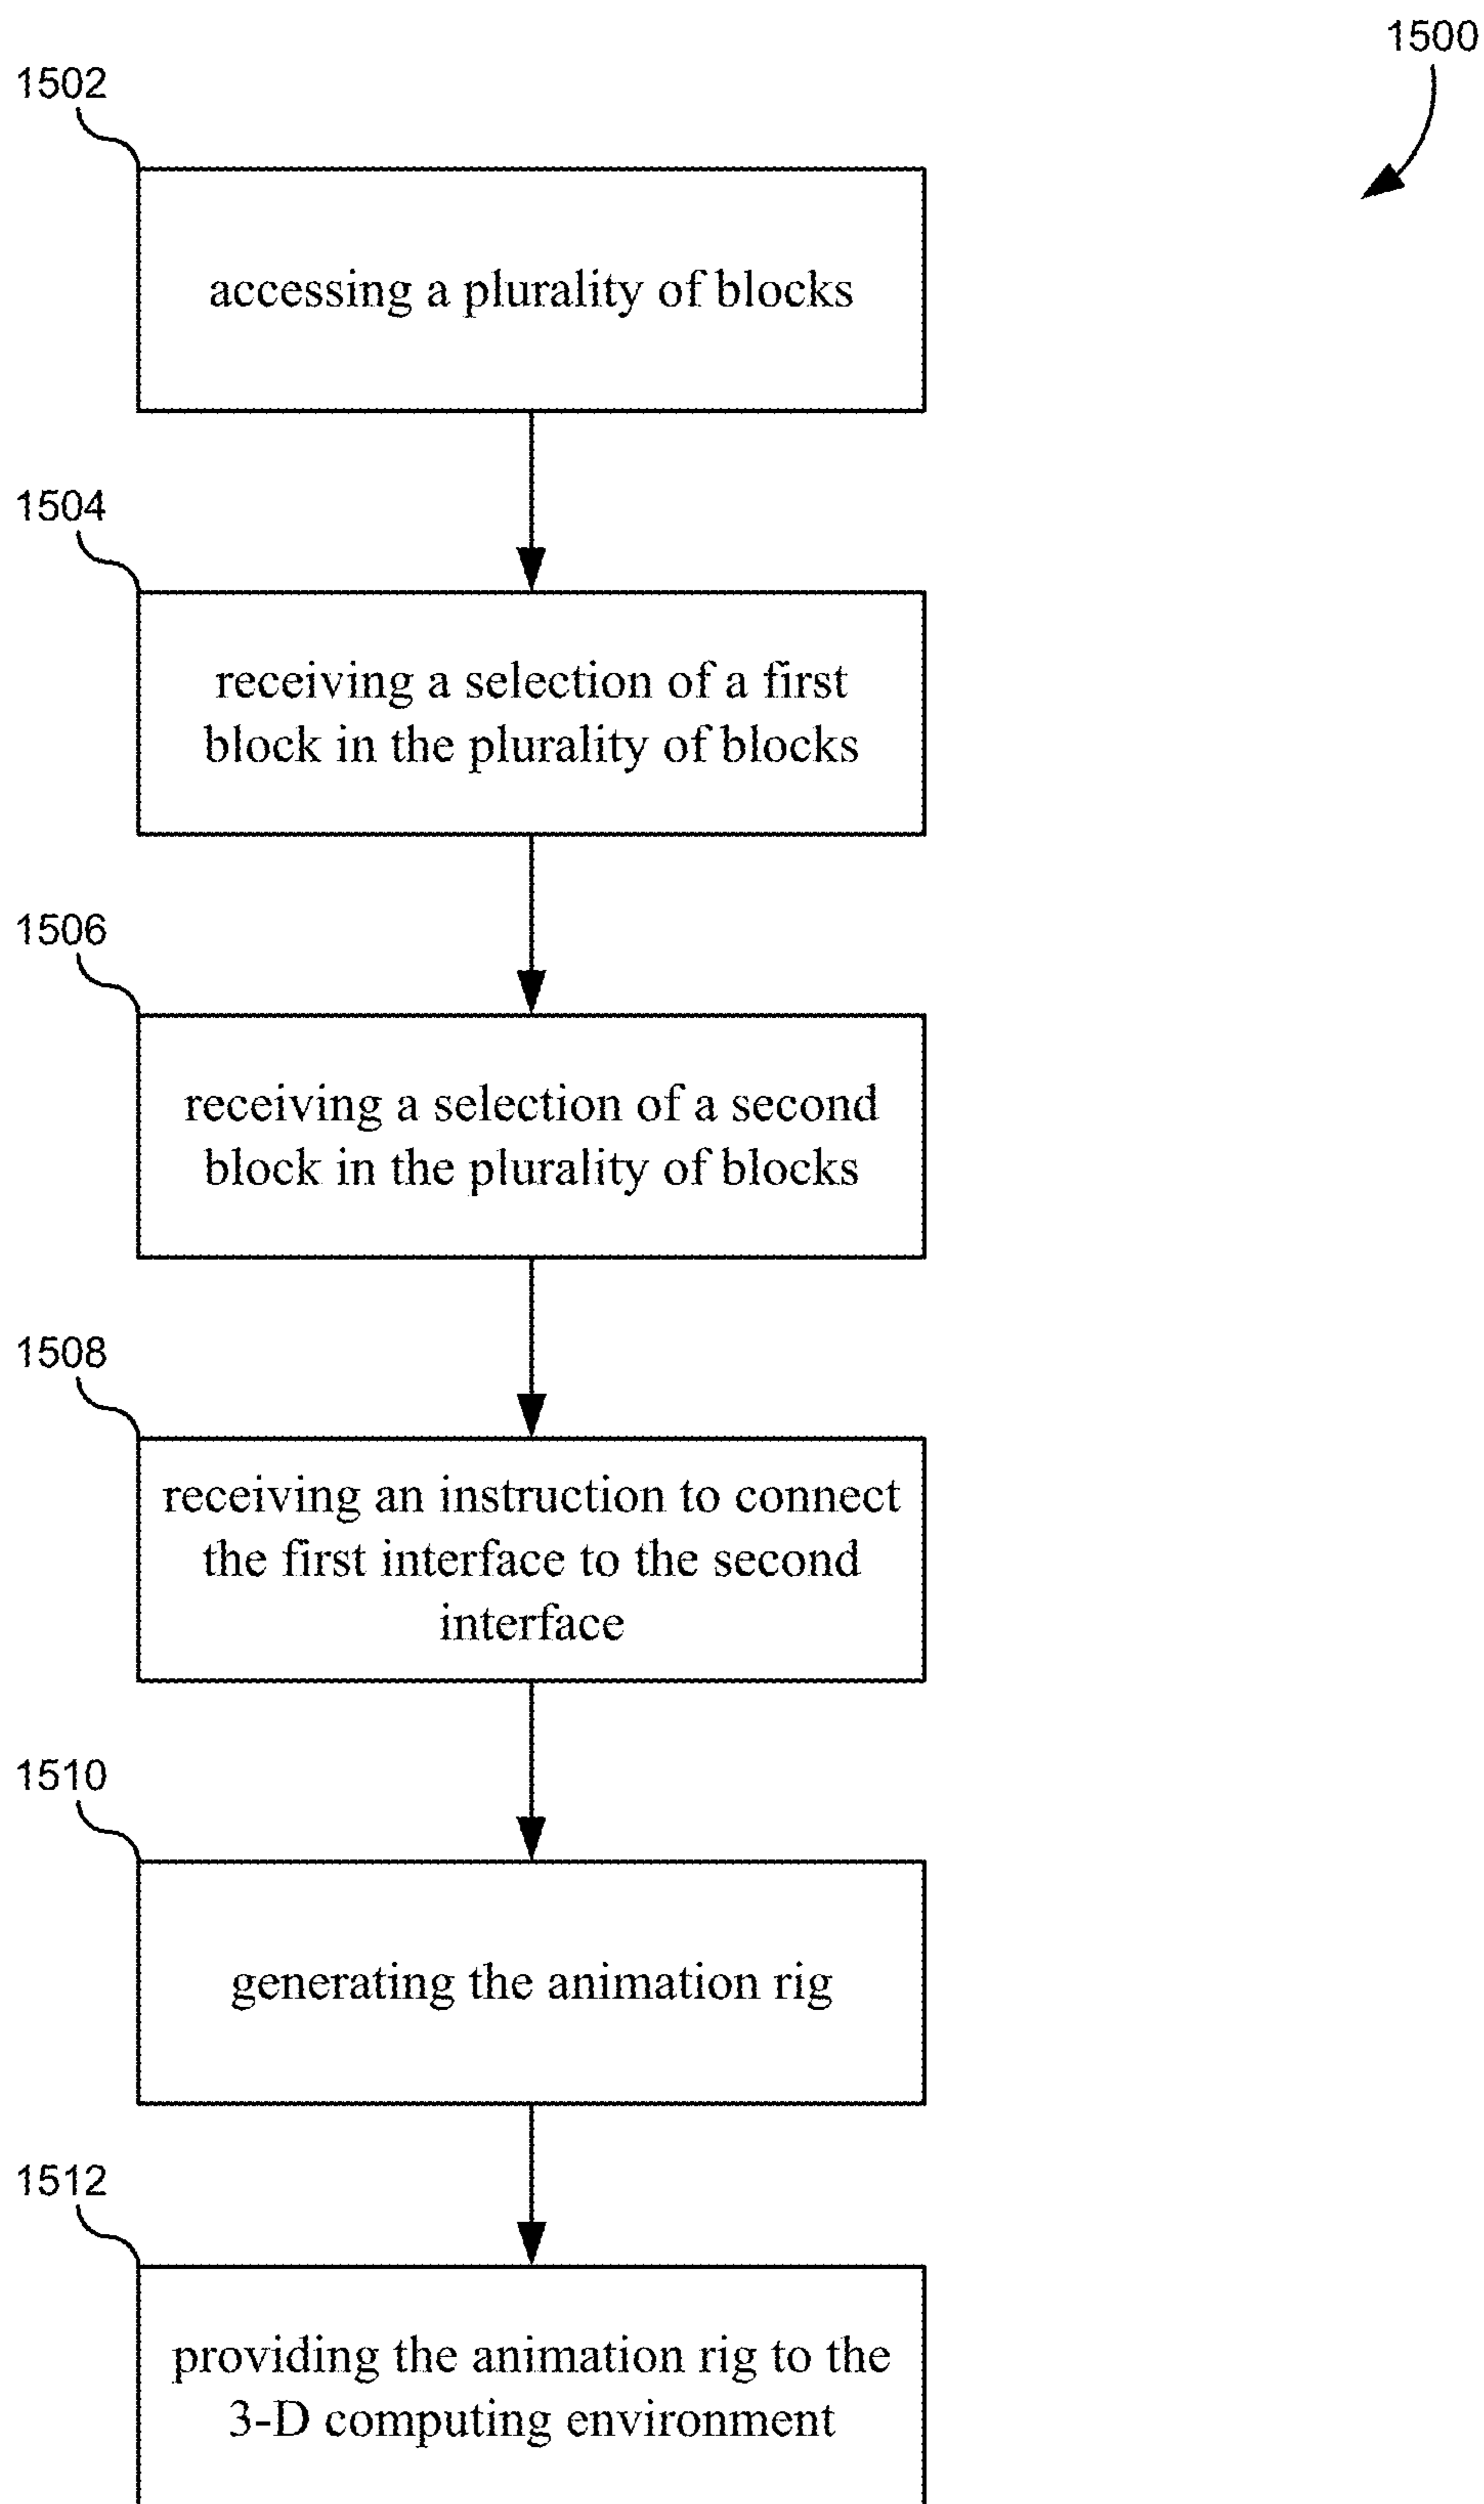 1500
1502
accessing a plurality of blocks
1504
receiving a selection of a first
block in the plurality of blocks
1506
receiving a selection of a second
block in the plurality of blocks
1508
receiving an instruction to connect
the first interface to the second
interface
1510
generating the animation rig
1512
providing the animation rig to the
3-D computing environment